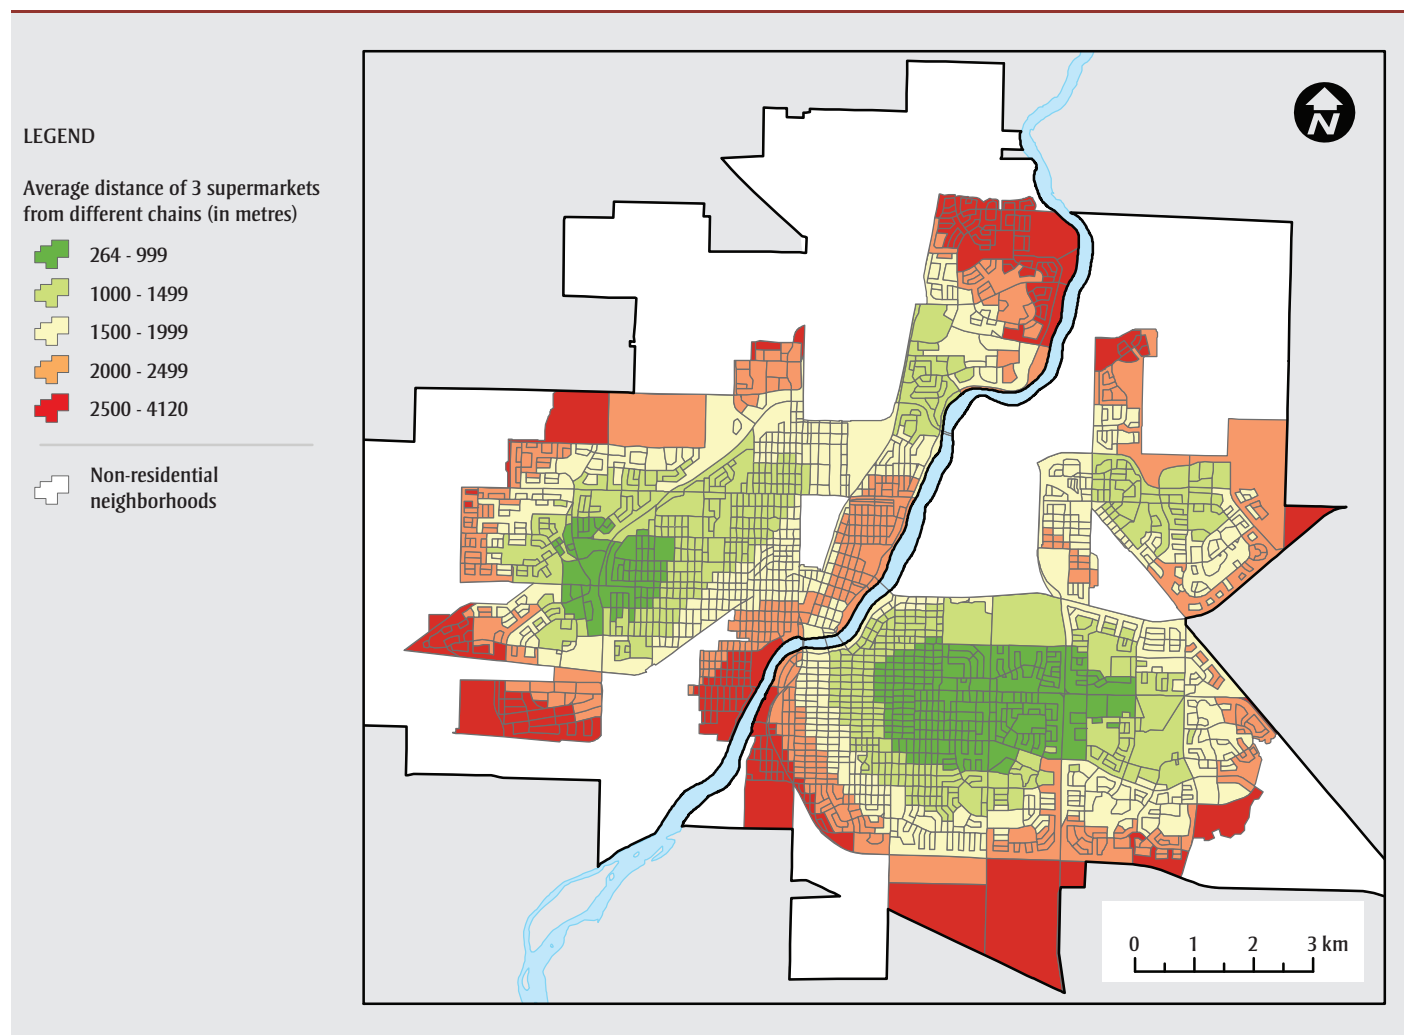 LEGEND
Average distance of 3 supermarkets
from different chains (in metres)
264 - 999
1000 - 1499
1500 - 1999
2000 - 2499
2500 - 4120
Non-residential
neighborhoods
N
0 1 2 3 km